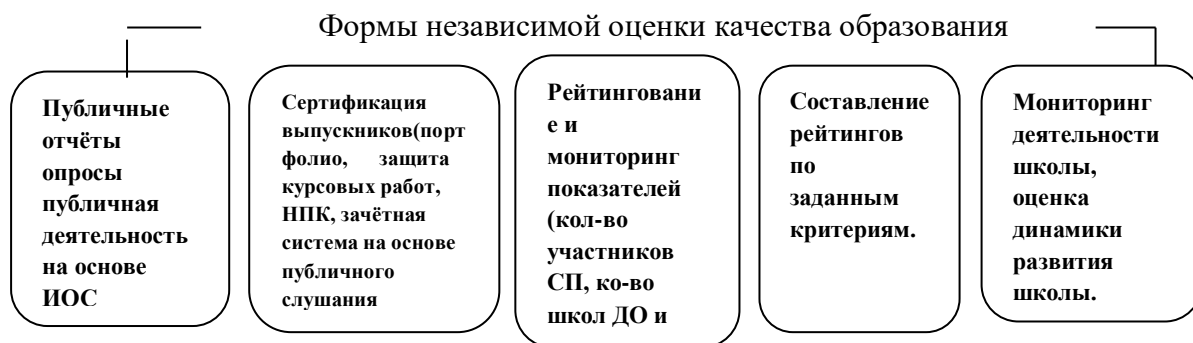 Формы независимой оценки качества образования
Публичные
отчёты
опросы
публичная
деятельность
на основе
ИОС
Сертификация
выпускников(порт
фолио, защита
курсовых работ,
НПК, зачётная
система на основе
публичного
слушания
Рейтинговани
е и
мониторинг
показателей
(кол-во
участников
СП, ко-во
школ ДО и
Составление
рейтингов
по
заданным
критериям.
Мониторинг
деятельности
школы,
оценка
динамики
развития
школы.